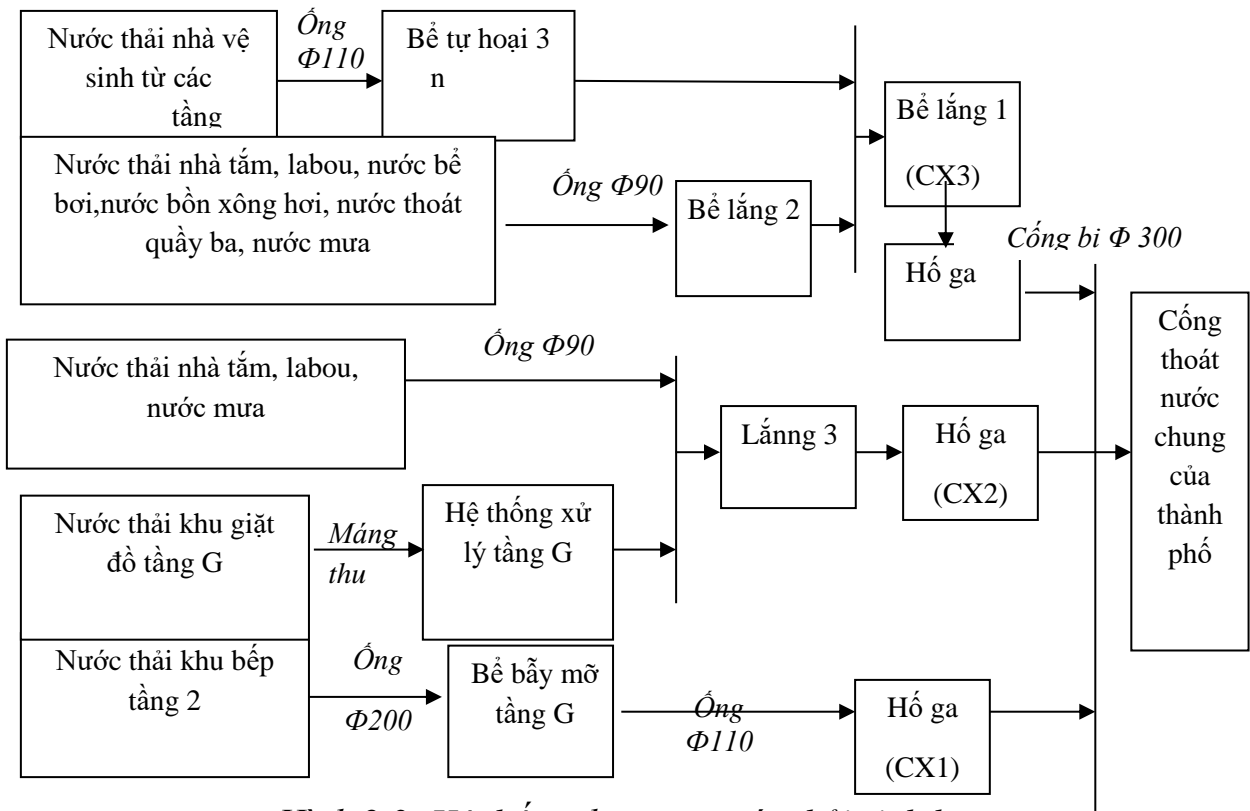 Nước thải nhà vệ
sinh từ các
tầng
Ống
Φ110
Bể tự hoại 3
n
Nước thải nhà tắm, labou, nước bể
bơi,nước bồn xông hơi, nước thoát
quầy ba, nước mưa
Ống Φ90
Bể lắng 2
Bể lắng 1
(CX3)
Hố ga
Cống bi Φ 300
Cống
thoát
nước
chung
của
thành
phố
Nước thải nhà tắm, labou,
nước mưa
Ống Φ90
Lắnng 3
Hố ga
(CX2)
Nước thải khu giặt
đồ tầng G
Máng
thu
Hệ thống xử
lý tầng G
Nước thải khu bếp
tầng 2
Ống
Φ200
Bể bẫy mỡ
tầng G
Ống
Φ110
Hố ga
(CX1)